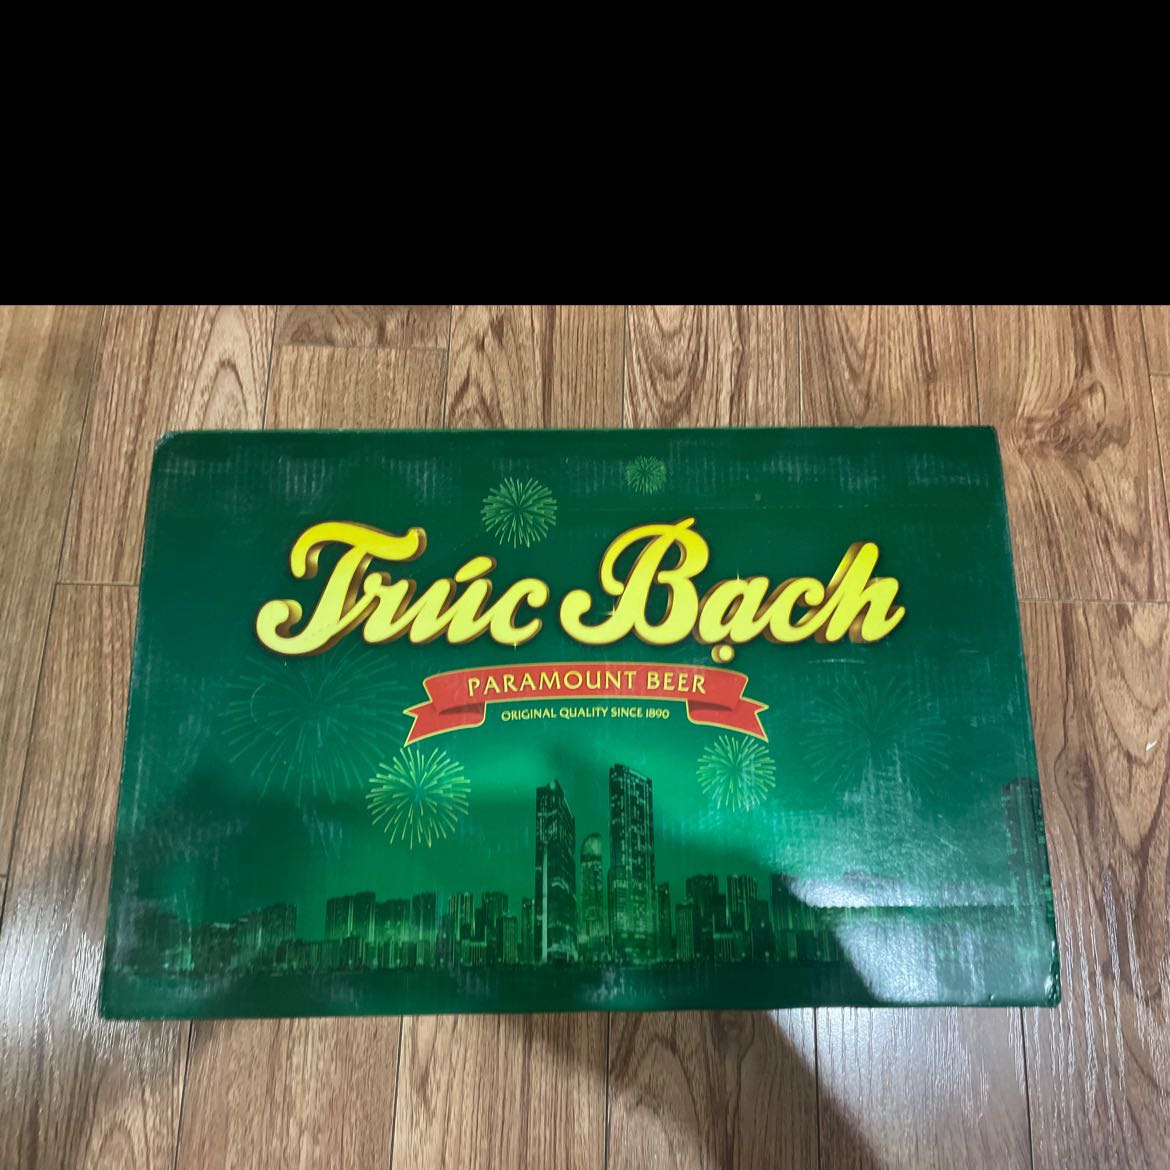 Trúc Bạch
PARAMOUNT BEER
ORIGINAL QUALITY SINCE 1890